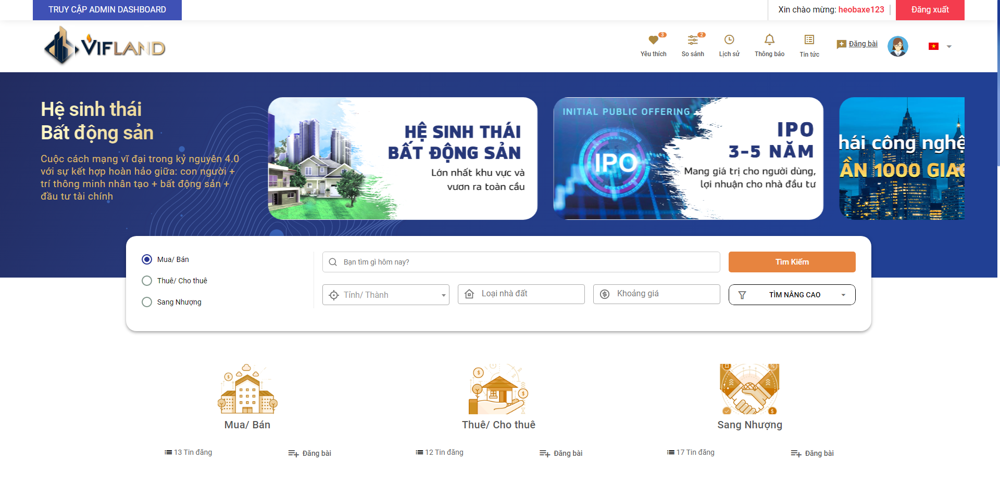 TRUY CẬP ADMIN DASHBOARD
Xin chào mừng: heobaxe123
Đăng xuất
VIFLAND
3
Yêu thích
2
So sánh
Lịch sử
Thông báo
Tin tức
Đăng bài
Hệ sinh thái
Bất động sản
Cuộc cách mạng vĩ đại trong kỷ nguyên 4.0
với sự kết hợp hoàn hảo giữa: con người +
trí thông minh nhân tạo + bất động sản +
đầu tư tài chính
HỆ SINH THÁI
BẤT ĐỘNG SẢN
Lớn nhất khu vực và
vươn ra toàn cầu
INITIAL PUBLIC OFFERING
IPO
IPO
3-5 NĂM
Mang giá trị cho người dùng,
lợi nhuận cho nhà đầu tư
hái công nghệ
ẦN 1000 GIAO
Mua/ Bán
Thuê/ Cho thuê
Sang Nhượng
Bạn tìm gì hôm nay?
Tìm Kiếm
Tỉnh/ Thành
Loại nhà đất
Khoảng giá
TÌM NÂNG CAO
Mua/ Bán
13 Tin đăng
Đăng bài
Thuê/ Cho thuê
12 Tin đăng
Đăng bài
Sang Nhượng
17 Tin đăng
Đăng bài